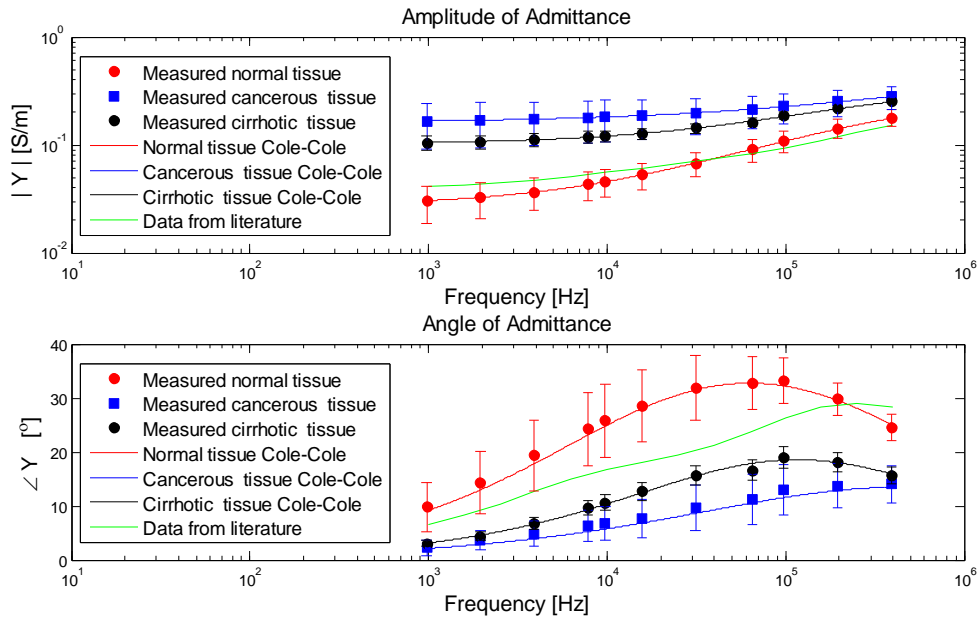 Amplitude of Admittance
| Y | [S/m]
10^0
10^-1
10^-2
Measured normal tissue
Measured cancerous tissue
Measured cirrhotic tissue
Normal tissue Cole-Cole
Cancerous tissue Cole-Cole
Cirrhotic tissue Cole-Cole
Data from literature
10^1 10^2 10^3 10^4 10^5 10^6
Frequency [Hz]
Angle of Admittance
∠ Y [º]
40
30
20
10
0
Measured normal tissue
Measured cancerous tissue
Measured cirrhotic tissue
Normal tissue Cole-Cole
Cancerous tissue Cole-Cole
Cirrhotic tissue Cole-Cole
Data from literature
10^1 10^2 10^3 10^4 10^5 10^6
Frequency [Hz]